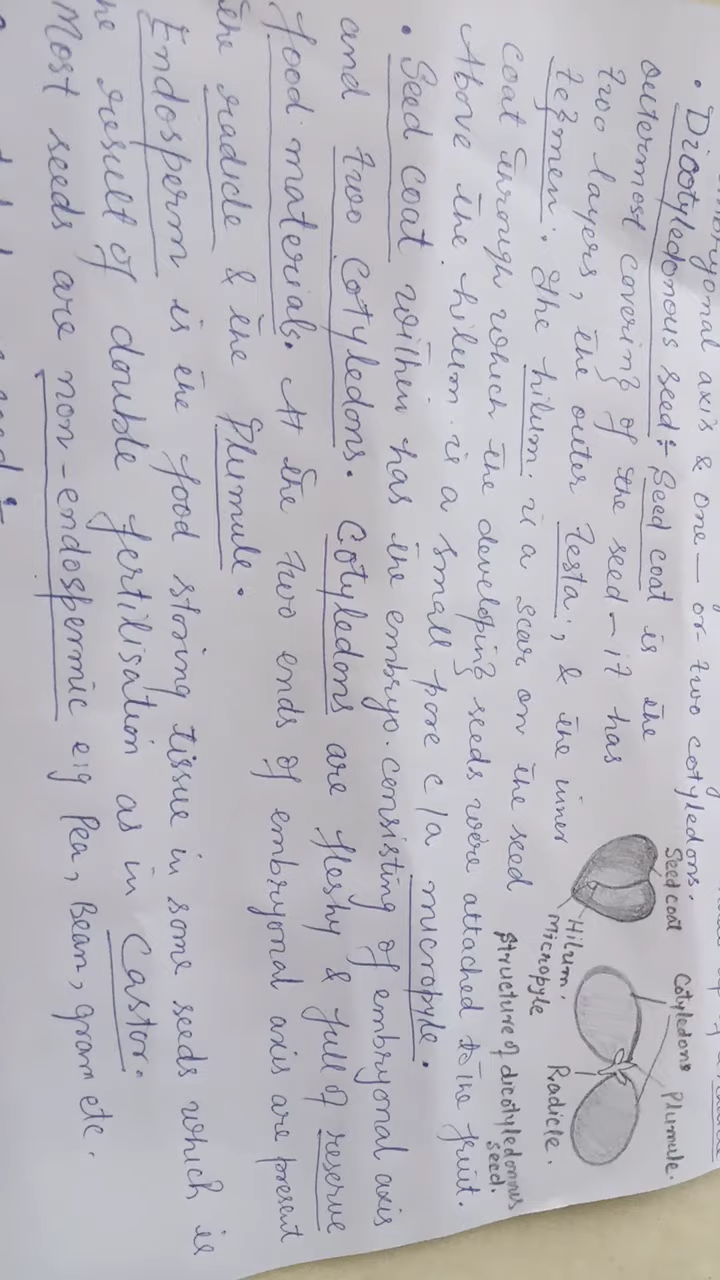 embryonal axis & one- or two cotyledons.
• Dicotyledonous seed:- Seed coat is the
outermost covering of the seed - it has
two layers, the outer testa, & the inner
tegmen. The hilum is a scar on the seed
coat through which the developing seeds were attached to the fruit.
Above the hilum is a small pore c/a micropyle.
• Seed coat within has the embryo. consisting of embryonal axis
and two cotyledons. Cotyledons are fleshy & full of reserve
food materials. At the two ends of embryonal axis are present
the radicle & the Plumule.
Endosperm is the food storing tissue in some seeds which is
the result of double fertilisation as in Castor.
Most seeds are non-endospermic e.g Pea, Bean, gram etc.
Seed coat
Hilum.
Micropyle
Cotyledons
Plumule.
Radicle.
Structure of dicotyledonous
seed.